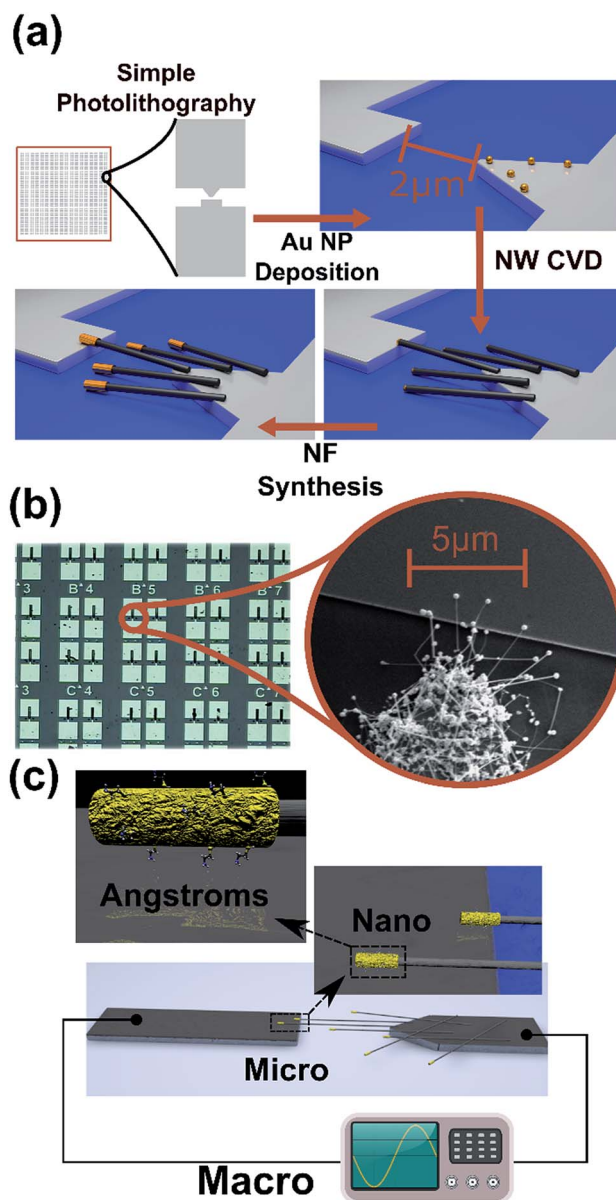 (a)
Simple
Photolithography
2μm
Au NP
Deposition
NW CVD
NF
Synthesis
(b)
5μm
3 B 4 B 5 B 6 B 7
3 C 4 C 5 C 6 C 7
(c)
Angstroms
Nano
Micro
Macro